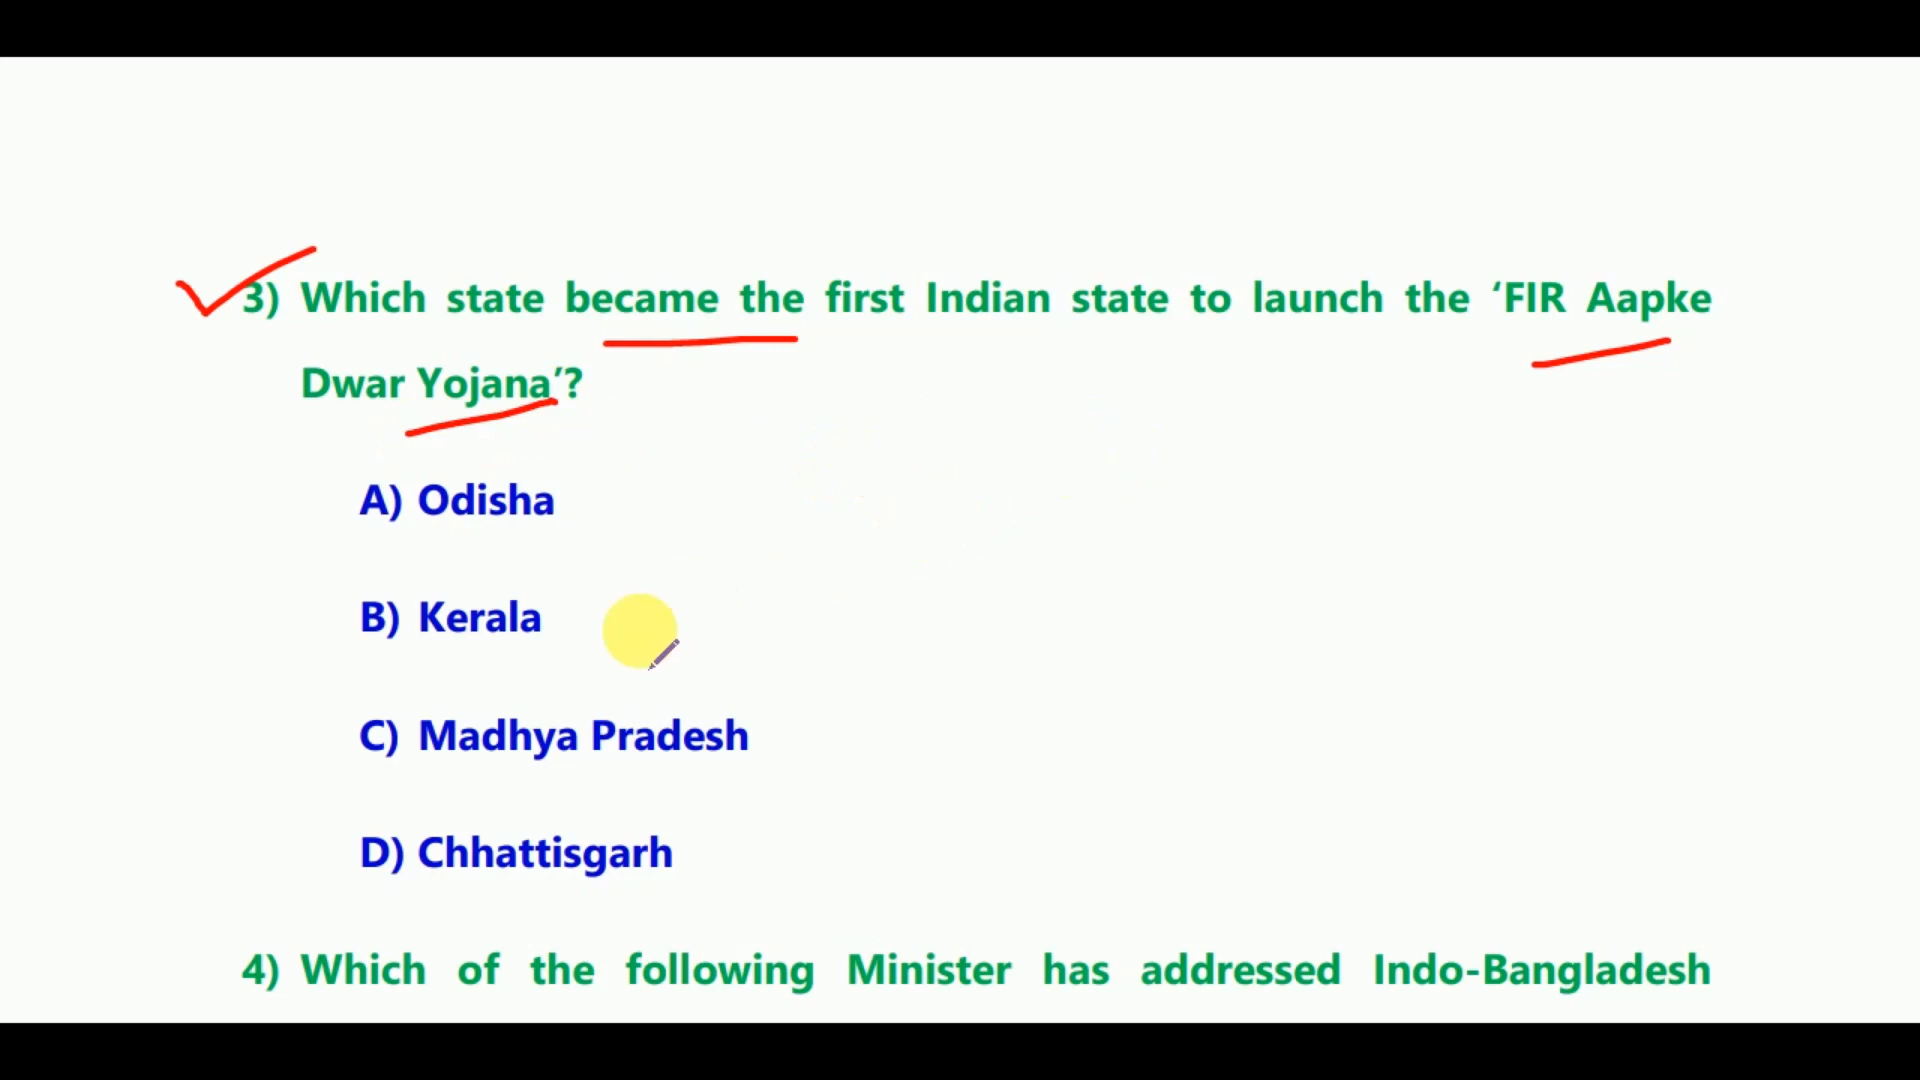 3) Which state became the first Indian state to launch the ‘FIR Aapke
Dwar Yojana’?
A) Odisha
B) Kerala
C) Madhya Pradesh
D) Chhattisgarh
4) Which of the following Minister has addressed Indo-Bangladesh